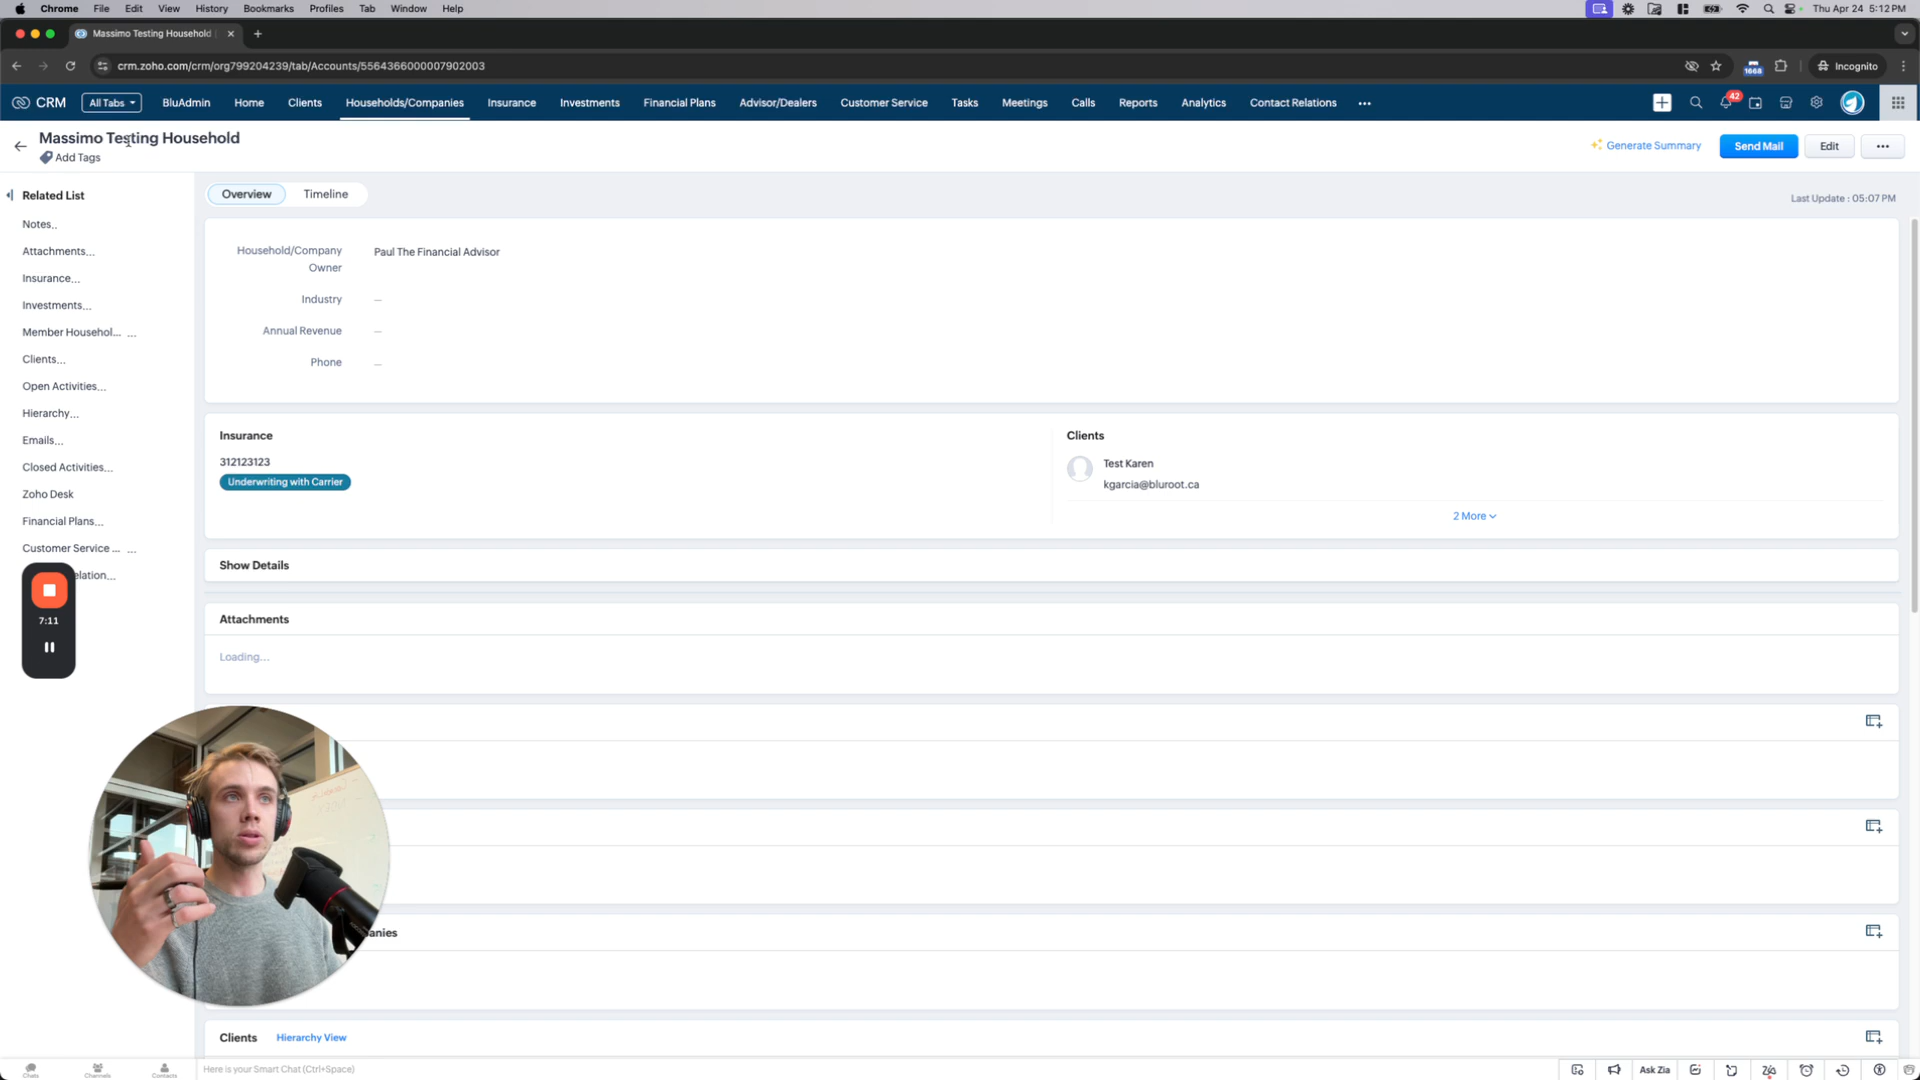 Chrome File Edit View History Bookmarks Profiles Tab Window Help Thu Apr 24 5:12 PM
Massimo Testing Household
crm.zoho.com/crm/org799204239/tab/Accounts/5564366000007902003
1668
Incognito
CRM All Tabs BluAdmin Home Clients Households/Companies Insurance Investments Financial Plans Advisor/Dealers Customer Service Tasks Meetings Calls Reports Analytics Contact Relations ...
42
Massimo Testing Household
Add Tags
Generate Summary
Send Mail
Edit
...
Related List
Notes..
Attachments...
Insurance...
Investments...
Member Househol... ...
Clients...
Open Activities...
Hierarchy...
Emails...
Closed Activities...
Zoho Desk
Financial Plans...
Customer Service ... ...
elation...
7:11
Overview Timeline
Last Update : 05:07 PM
Household/Company
Owner
Paul The Financial Advisor
Industry —
Annual Revenue —
Phone —
Insurance
312123123
Underwriting with Carrier
Clients
Test Karen
kgarcia@bluroot.ca
2 More
Show Details
Attachments
Loading...
anies
Clients Hierarchy View
Chats Channels Contacts
Here is your Smart Chat (Ctrl+Space)
Ask Zia